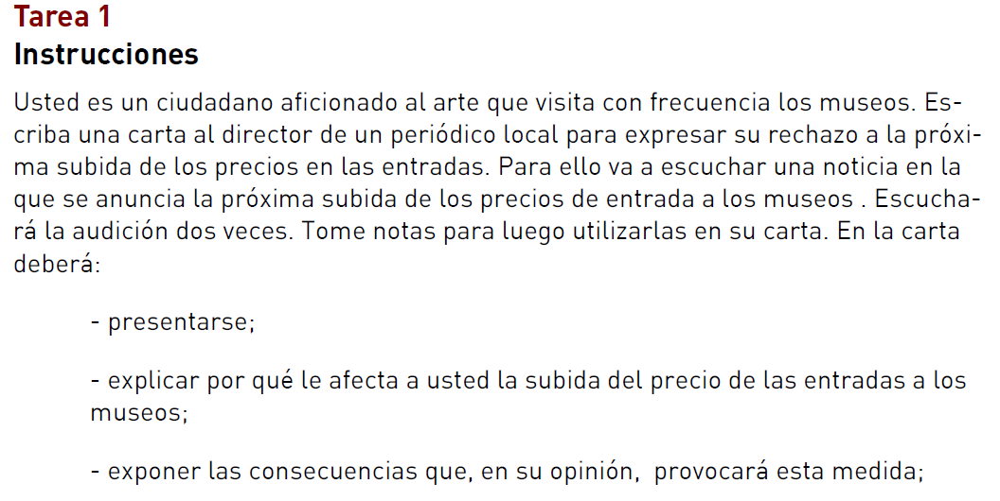 Tarea 1
Instrucciones
Usted es un ciudadano aficionado al arte que visita con frecuencia los museos. Es-
criba una carta al director de un periódico local para expresar su rechazo a la próxi-
ma subida de los precios en las entradas. Para ello va a escuchar una noticia en la
que se anuncia la próxima subida de los precios de entrada a los museos . Escucha-
rá la audición dos veces. Tome notas para luego utilizarlas en su carta. En la carta
deberá:
- presentarse;
- explicar por qué le afecta a usted la subida del precio de las entradas a los
museos;
- exponer las consecuencias que, en su opinión,  provocará esta medida;